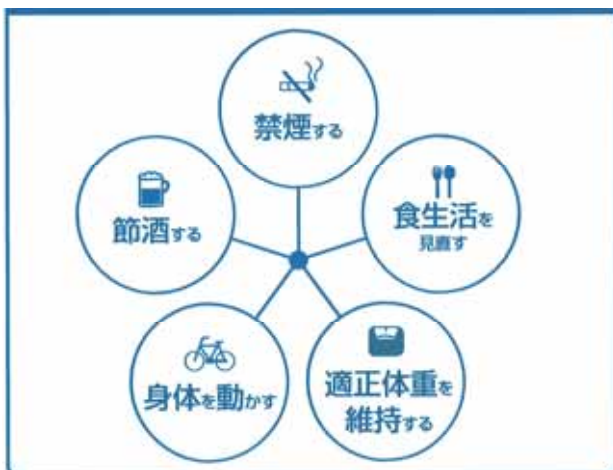 禁煙する
節酒する
食生活を
見直す
身体を動かす
適正体重を
維持する